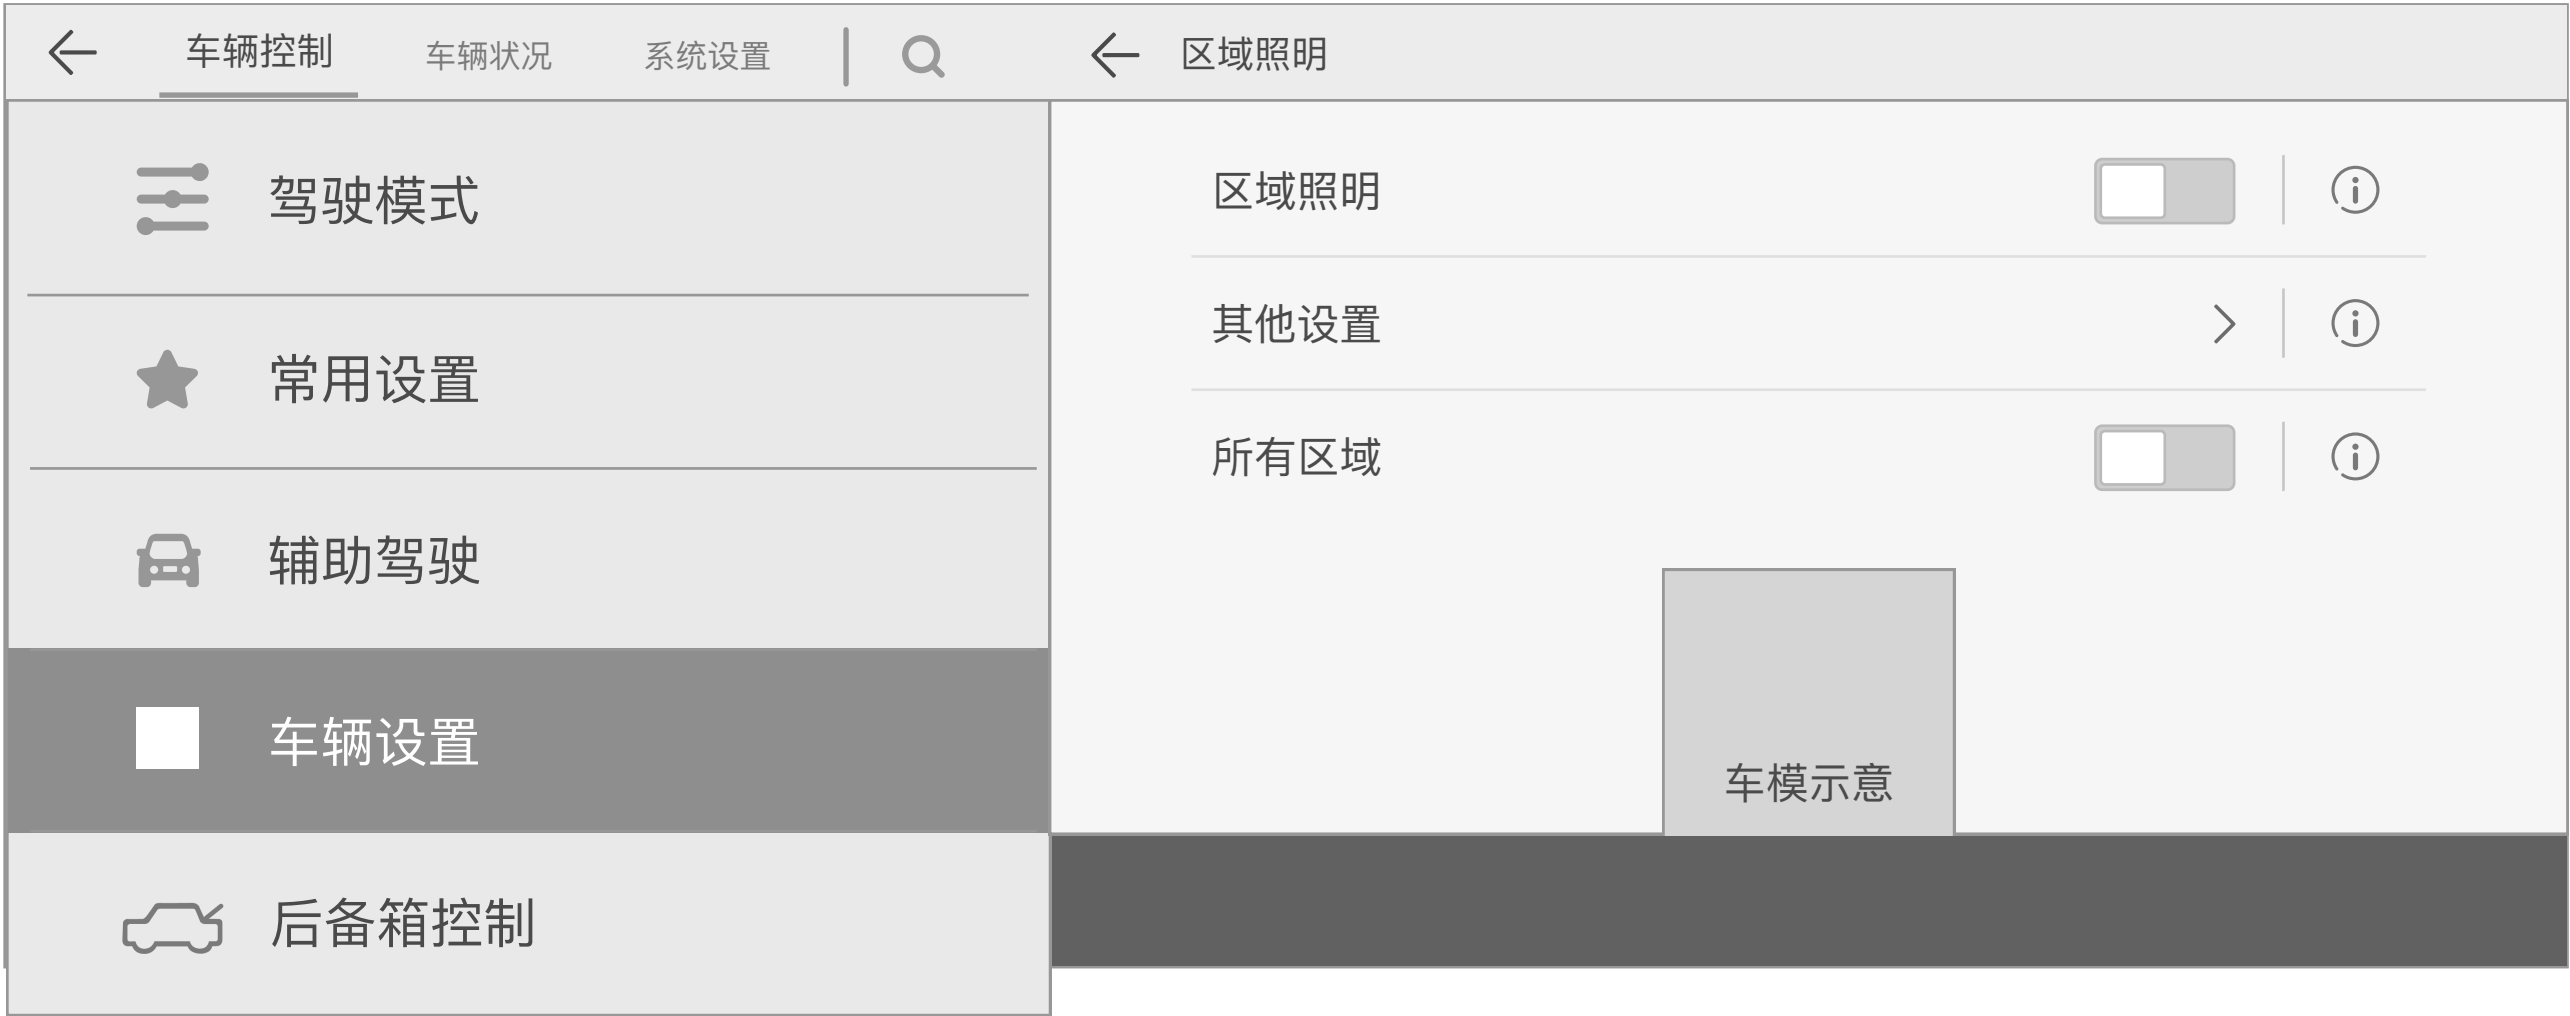 车辆控制 车辆状况 系统设置
驾驶模式
常用设置
辅助驾驶
车辆设置
后备箱控制
区域照明
区域照明
其他设置
所有区域
车模示意